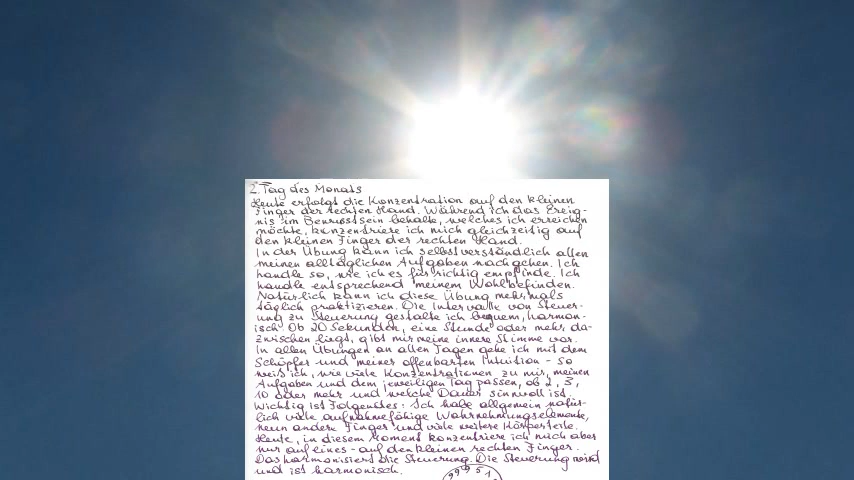 2. Tag des Monats
Heute erfolgt die Konzentration auf den kleinen
Finger der rechten Hand. Während ich das Ereig-
nis im Bewusstsein behalte, welches ich erreichen
möchte, konzentriere ich mich gleichzeitig auf
den kleinen Finger der rechten Hand.
In der Übung kann ich selbstverständlich allen
meinen alltäglichen Aufgaben nachgehen. Ich
handle so, wie ich es für richtig empfinde. Ich
handle entsprechend meinem Wohlbefinden.
Natürlich kann ich diese Übung mehrmals
täglich praktizieren. Die Intervalle von Steuer-
ung zu Steuerung gestalte ich bequem, harmon-
isch. Ob 20 Sekunden, eine Stunde oder mehr da-
zwischen liegt, gibt mir meine innere Stimme vor.
In allen Übungen an allen Tagen gehe ich mit dem
Schöpfer und meiner offenbarten Intuition - so
weiß ich, wie viele Konzentrationen zu mir, meinen
Aufgaben und dem jeweiligen Tag passen, ob 2, 3,
10 oder mehr und welche Dauer sinnvoll ist.
Wichtig ist Folgendes: Ich habe allgemein natür-
lich viele aufnahmefähige Wahrnehmungselemente,
neun andere Finger und viele weitere Körperteile.
Heute, in diesem Moment konzentriere ich mich aber
nur auf eines - auf den kleinen rechten Finger.
Das harmonisiert die Steuerung. Die Steuerung wird
und ist harmonisch.